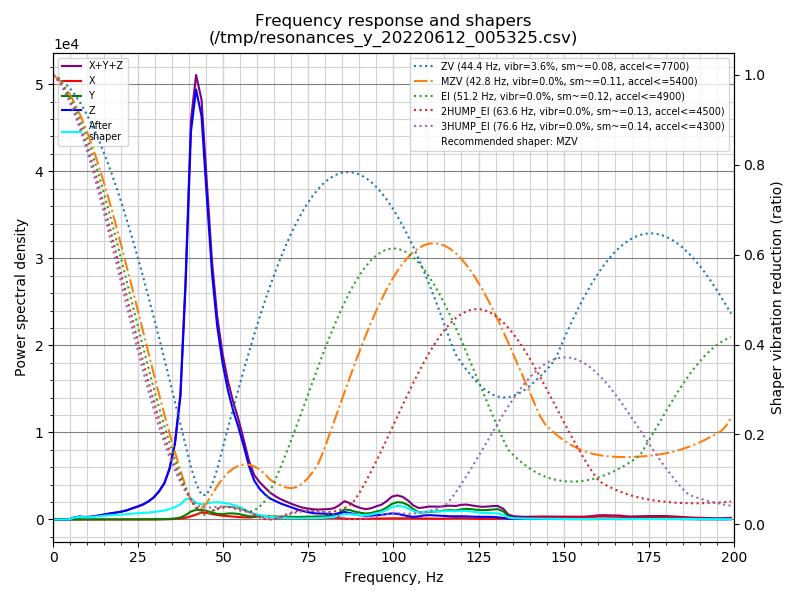 Frequency response and shapers
(/tmp/resonances_y_20220612_005325.csv)
1e4
X+Y+Z
X
Y
Z
After
shaper
ZV (44.4 Hz, vibr=3.6%, sm~=0.08, accel<=7700)
MZV (42.8 Hz, vibr=0.0%, sm~=0.11, accel<=5400)
EI (51.2 Hz, vibr=0.0%, sm~=0.12, accel<=4900)
2HUMP_EI (63.6 Hz, vibr=0.0%, sm~=0.13, accel<=4500)
3HUMP_EI (76.6 Hz, vibr=0.0%, sm~=0.14, accel<=4300)
Recommended shaper: MZV
5
4
3
2
1
0
Power spectral density
1.0
0.8
0.6
0.4
0.2
0.0
Shaper vibration reduction (ratio)
0 25 50 75 100 125 150 175 200
Frequency, Hz